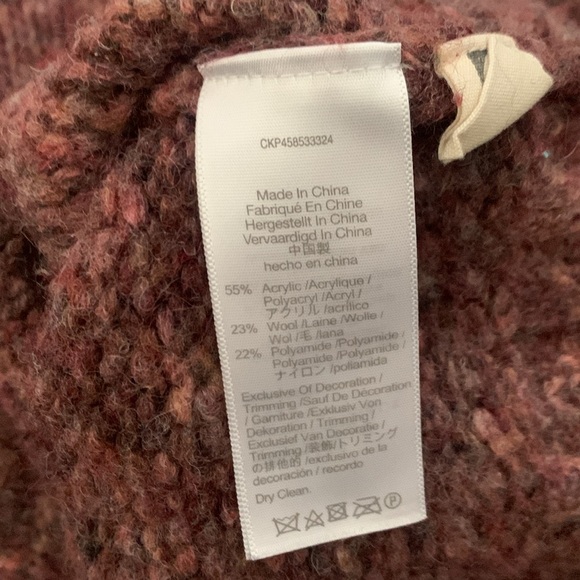 CKP458533324
Made In China
Fabriqué En Chine
Hergestellt In China
Vervaardigd In China
中国製
hecho en china
55% Acrylic /Acrylique /
Polyacryl /Acryl /
アクリル /acrílico
23% Wool /Laine /Wolle /
Wol /毛 /lana
22% Polyamide /Polyamide /
Polyamide /Polyamide /
ナイロン /poliamida
Exclusive Of Decoration /
Trimming /Sauf De Décoration
/ Garniture /Exklusiv Von
Dekoration / Trimming /
Exclusief Van Decoratie /
Trimming /装飾/トリミング
の排他的 /exclusivo de la
decoración / recordo
Dry Clean.
P